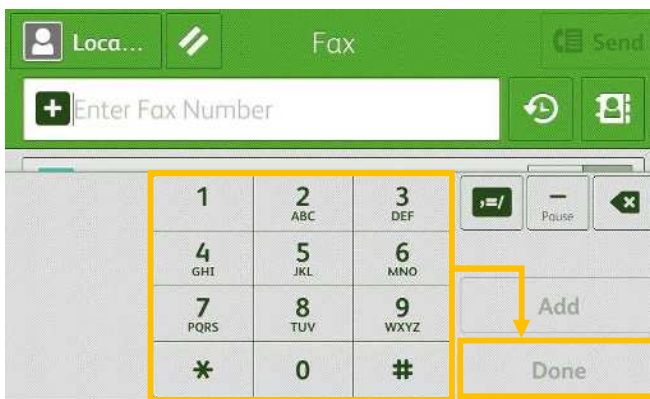 Loca... Fax Send
Enter Fax Number
1 2 ABC 3 DEF ,=/ – Pause
4 GHI 5 JKL 6 MNO
7 PQRS 8 TUV 9 WXYZ Add
* 0 # Done